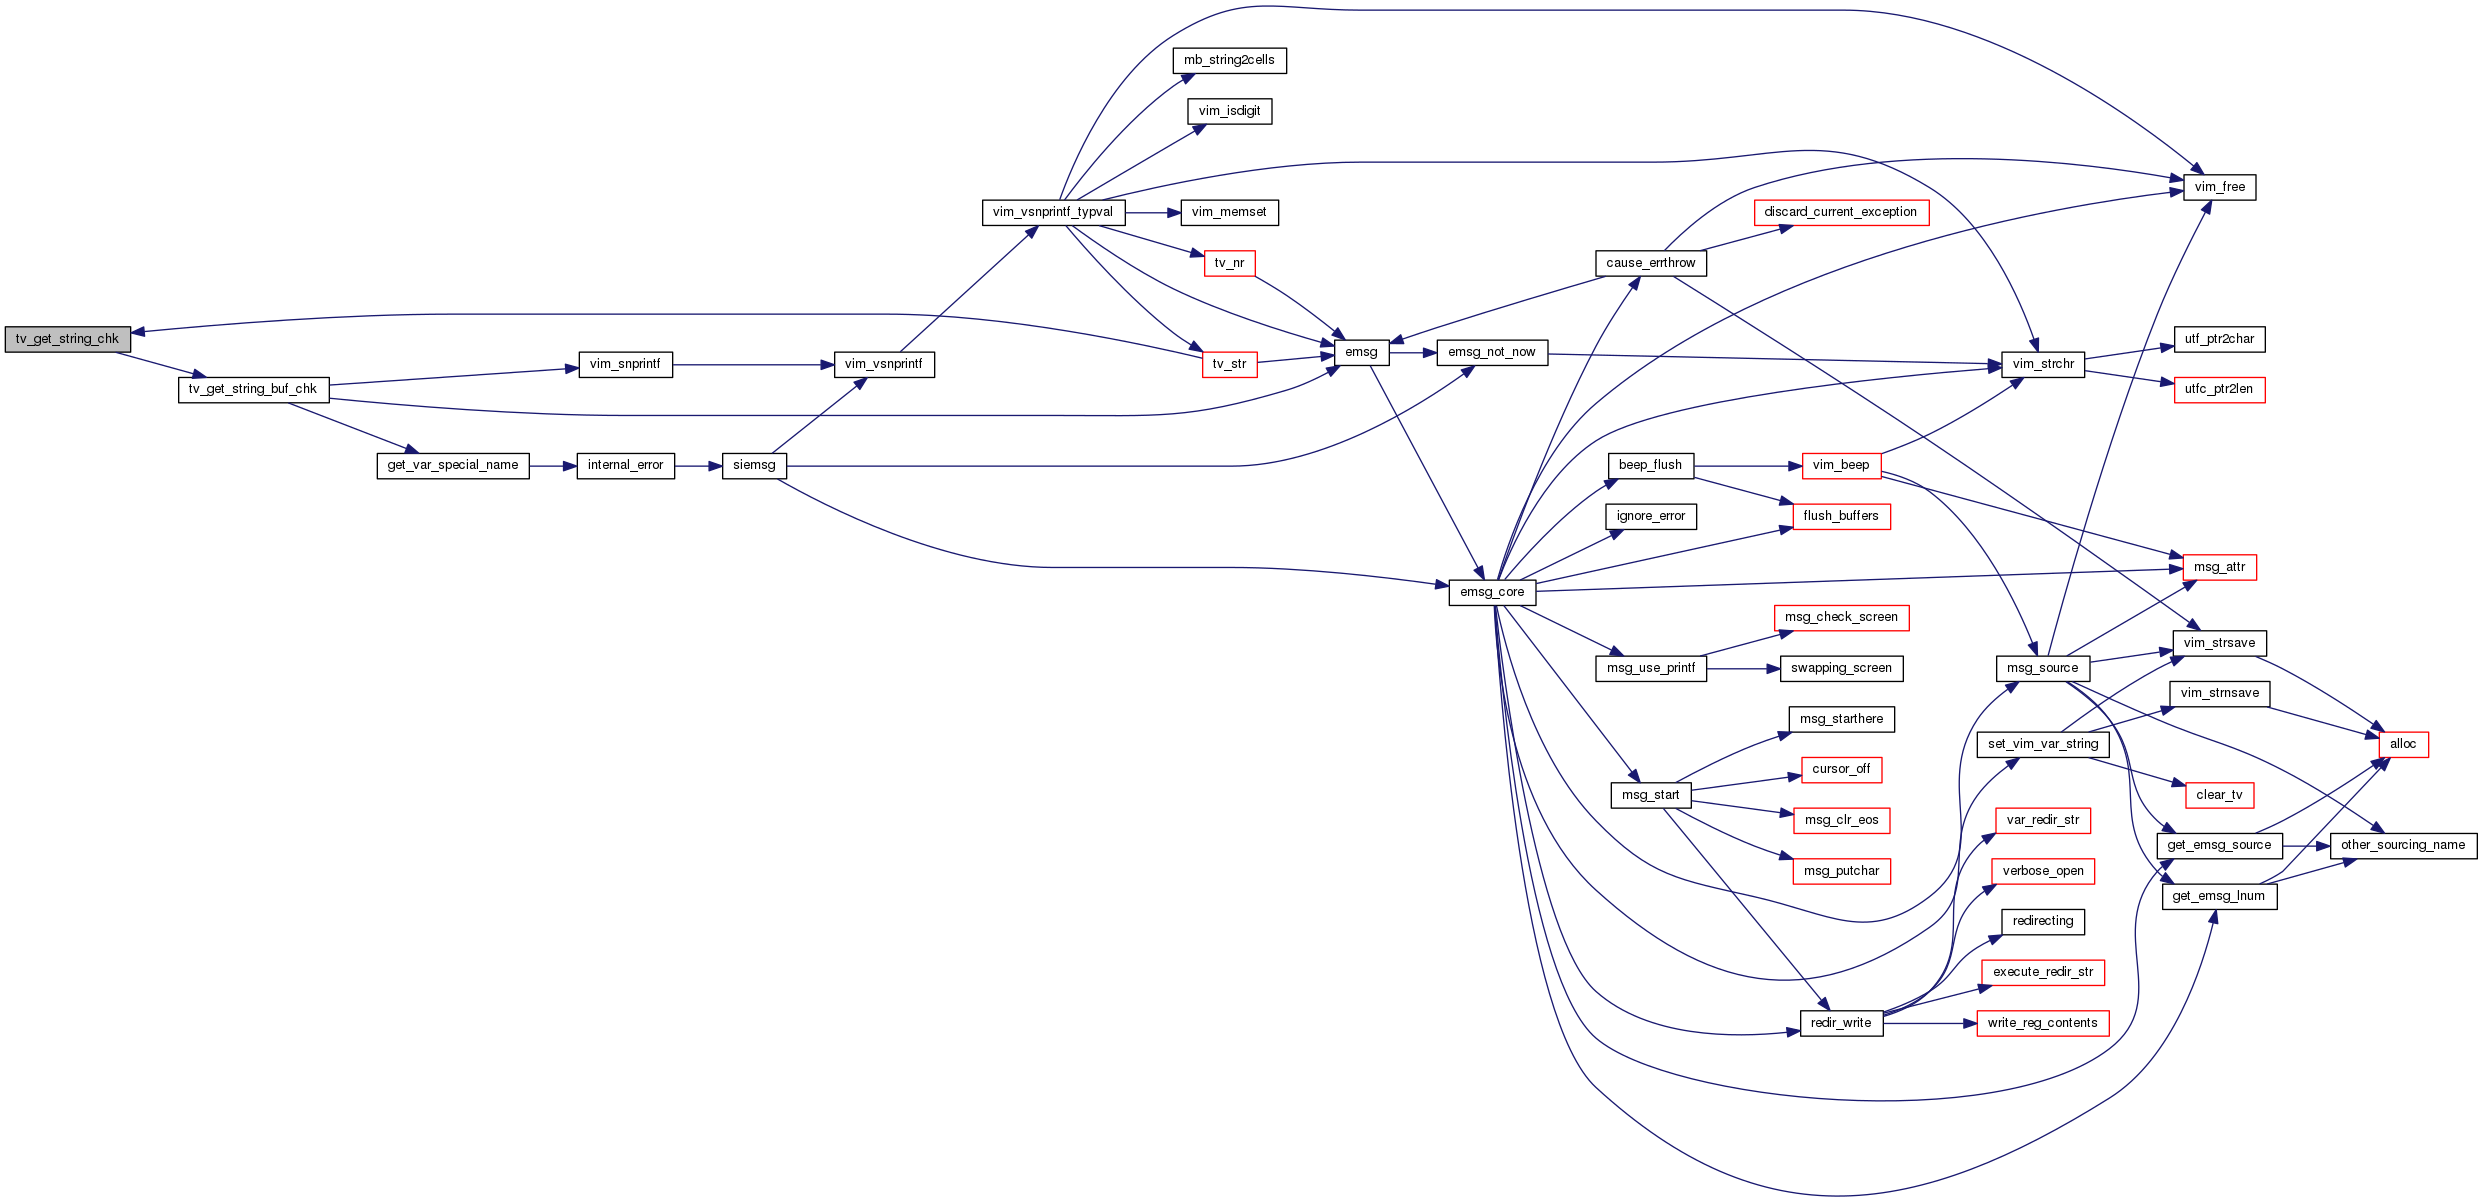 tv_get_string_chk
tv_get_string_buf_chk
vim_snprintf
get_var_special_name
internal_error
siemsg
vim_vsnprintf
vim_vsnprintf_typval
mb_string2cells
vim_isdigit
vim_memset
tv_nr
tv_str
emsg
emsg_not_now
emsg_core
cause_errthrow
beep_flush
ignore_error
msg_use_printf
msg_start
discard_current_exception
vim_beep
flush_buffers
msg_check_screen
swapping_screen
msg_starthere
cursor_off
msg_clr_eos
msg_putchar
redir_write
vim_strchr
msg_source
set_vim_var_string
var_redir_str
verbose_open
redirecting
execute_redir_str
write_reg_contents
vim_free
utf_ptr2char
utfc_ptr2len
msg_attr
vim_strsave
vim_strnsave
clear_tv
get_emsg_source
get_emsg_lnum
alloc
other_sourcing_name